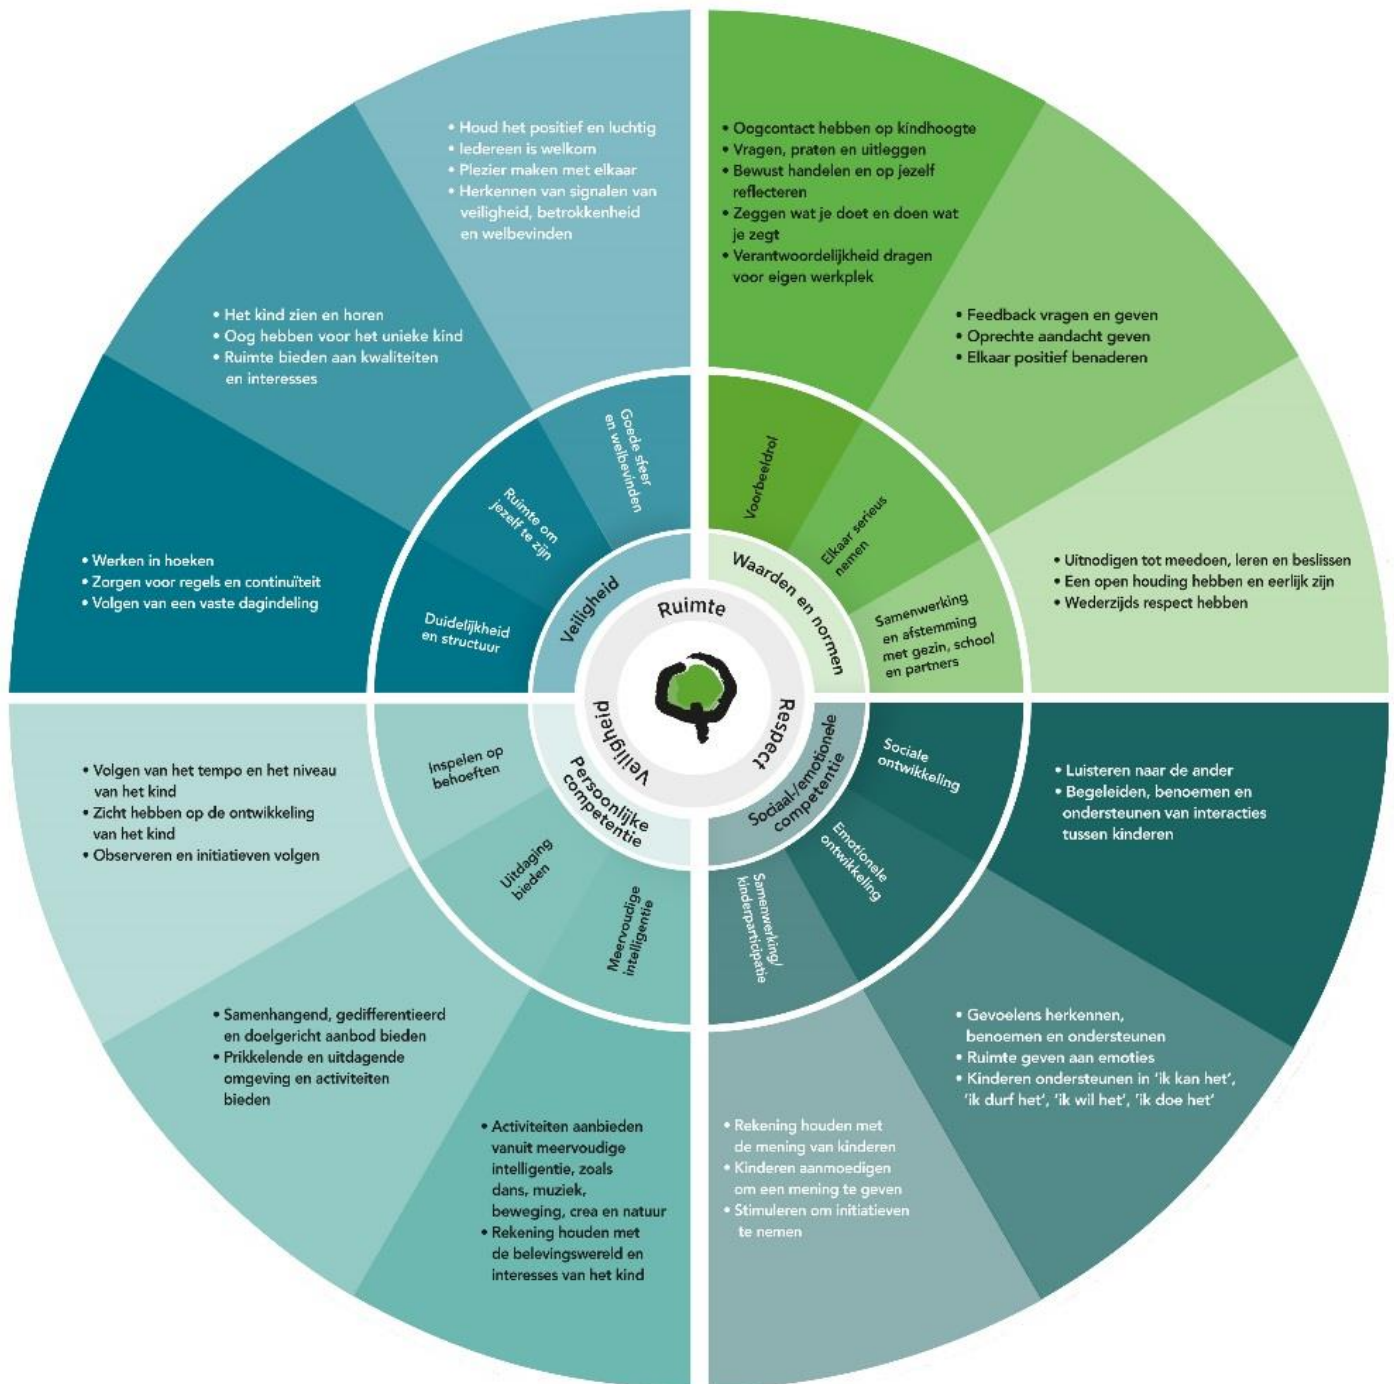 • Houd het positief en luchtig
• Iedereen is welkom
• Plezier maken met elkaar
• Herkennen van signalen van
veiligheid, betrokkenheid
en welbevinden
• Oogcontact hebben op kindhoogte
• Vragen, praten en uitleggen
• Bewust handelen en op jezelf
reflecteren
• Zeggen wat je doet en doen wat
je zegt
• Verantwoordelijkheid dragen
voor eigen werkplek
• Het kind zien en horen
• Oog hebben voor het unieke kind
• Ruimte bieden aan kwaliteiten
en interesses
• Feedback vragen en geven
• Oprechte aandacht geven
• Elkaar positief benaderen
• Werken in hoeken
• Zorgen voor regels en continuïteit
• Volgen van een vaste dagindeling
• Uitnodigen tot meedoen, leren en beslissen
• Een open houding hebben en eerlijk zijn
• Wederzijds respect hebben
Goede sfeer
en welbevinden
Ruimte om
jezelf te zijn
Duidelijkheid
en structuur
Voorbeeldrol
Elkaar serieus
nemen
Samenwerking
en afstemming
met gezin, school
en partners
Veiligheid
Waarden en normen
Ruimte
Respect
Veiligheid
Persoonlijke
competentie
Sociaal-/emotionele
competentie
Inspelen op
behoeften
Uitdaging
bieden
Meervoudige
intelligentie
Sociale
ontwikkeling
Emotionele
ontwikkeling
Samenwerking/
kinderparticipatie
• Volgen van het tempo en het niveau
van het kind
• Zicht hebben op de ontwikkeling
van het kind
• Observeren en initiatieven volgen
• Luisteren naar de ander
• Begeleiden, benoemen en
ondersteunen van interacties
tussen kinderen
• Samenhangend, gedifferentieerd
en doelgericht aanbod bieden
• Prikkelende en uitdagende
omgeving en activiteiten
bieden
• Gevoelens herkennen,
benoemen en ondersteunen
• Ruimte geven aan emoties
• Kinderen ondersteunen in ‘ik kan het’,
‘ik durf het’, ‘ik wil het’, ‘ik doe het’
• Activiteiten aanbieden
vanuit meervoudige
intelligentie, zoals
dans, muziek,
beweging, crea en natuur
• Rekening houden met
de belevingswereld en
interesses van het kind
• Rekening houden met
de mening van kinderen
• Kinderen aanmoedigen
om een mening te geven
• Stimuleren om initiatieven
te nemen